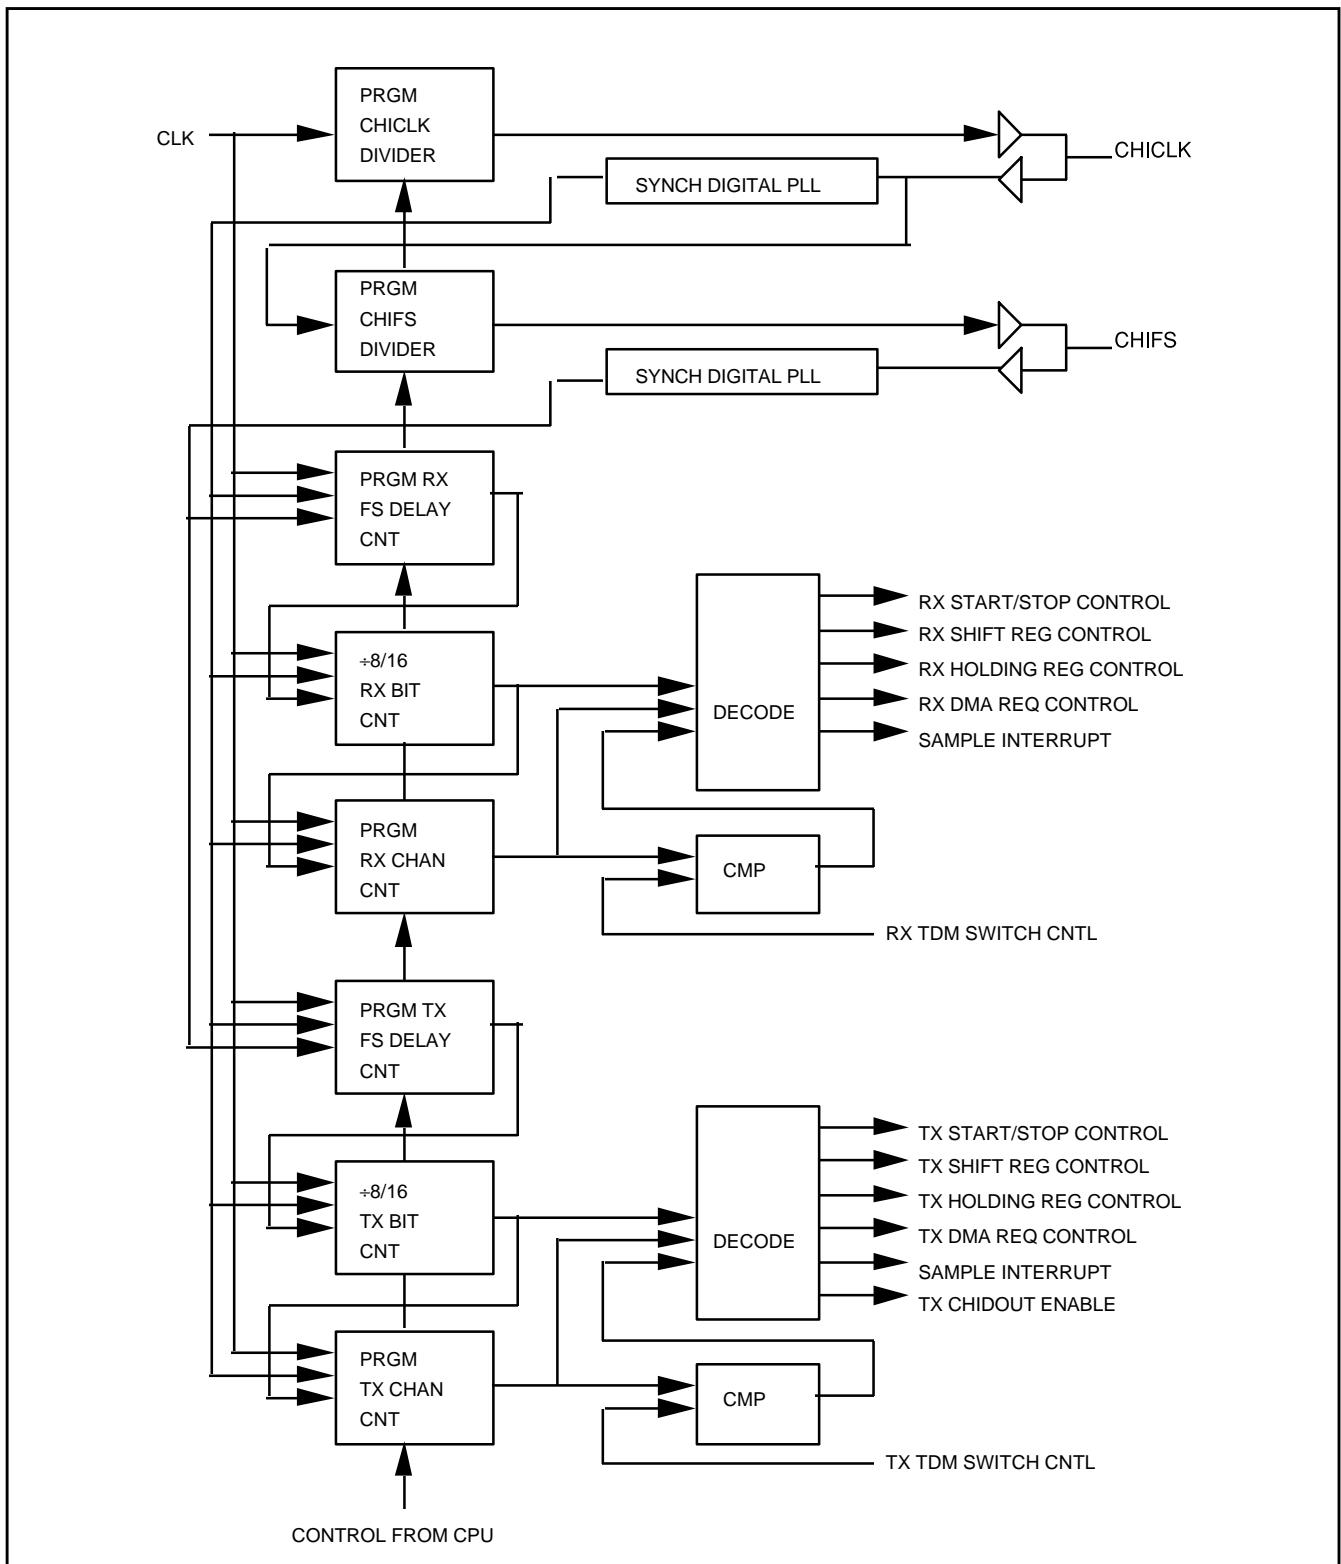 PRGM
CHICLK
DIVIDER
CLK
CHICLK
SYNCH DIGITAL PLL
PRGM
CHIFS
DIVIDER
CHIFS
SYNCH DIGITAL PLL
PRGM RX
FS DELAY
CNT
÷8/16
RX BIT
CNT
DECODE
RX START/STOP CONTROL
RX SHIFT REG CONTROL
RX HOLDING REG CONTROL
RX DMA REQ CONTROL
SAMPLE INTERRUPT
PRGM
RX CHAN
CNT
CMP
RX TDM SWITCH CNTL
PRGM TX
FS DELAY
CNT
÷8/16
TX BIT
CNT
DECODE
TX START/STOP CONTROL
TX SHIFT REG CONTROL
TX HOLDING REG CONTROL
TX DMA REQ CONTROL
SAMPLE INTERRUPT
TX CHIDOUT ENABLE
PRGM
TX CHAN
CNT
CMP
TX TDM SWITCH CNTL
CONTROL FROM CPU